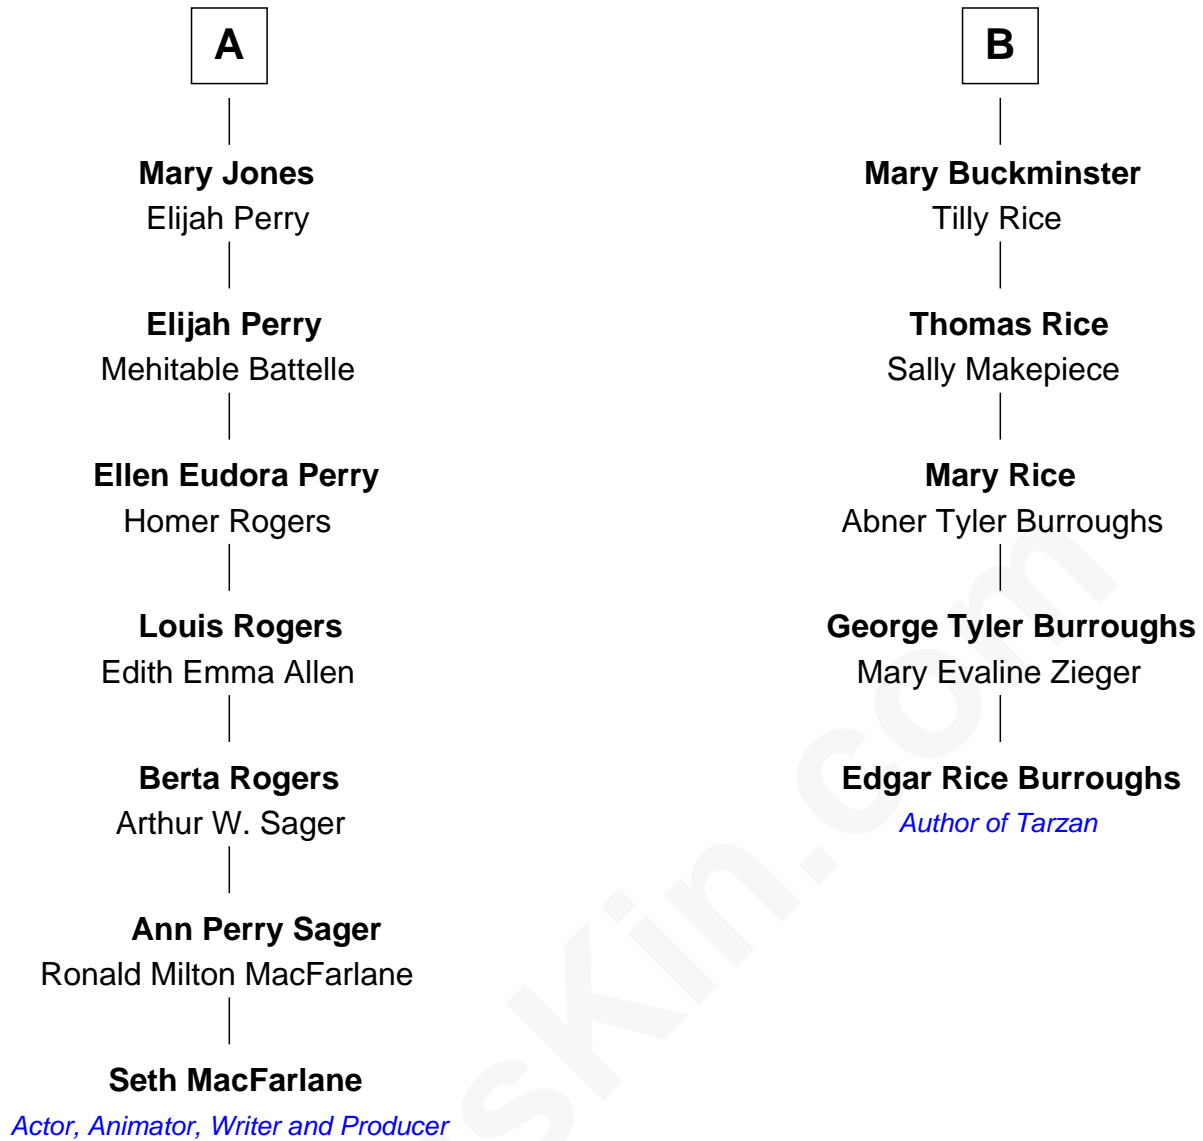 A
Mary Jones
Elijah Perry
Elijah Perry
Mehitable Battelle
Ellen Eudora Perry
Homer Rogers
Louis Rogers
Edith Emma Allen
Berta Rogers
Arthur W. Sager
Ann Perry Sager
Ronald Milton MacFarlane
Seth MacFarlane
Actor, Animator, Writer and Producer
B
Mary Buckminster
Tilly Rice
Thomas Rice
Sally Makepiece
Mary Rice
Abner Tyler Burroughs
George Tyler Burroughs
Mary Evaline Zieger
Edgar Rice Burroughs
Author of Tarzan